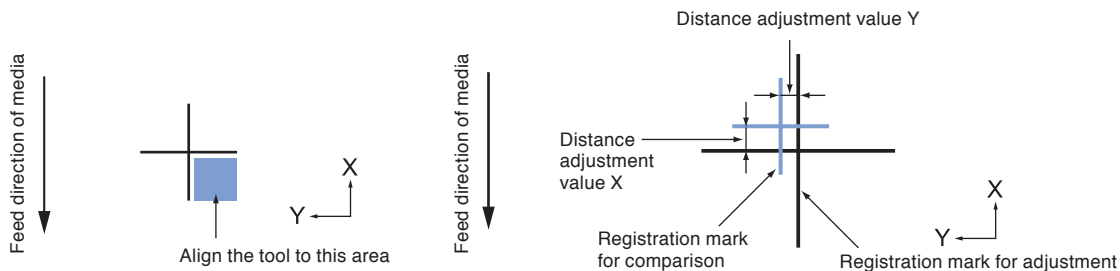 Feed direction of media
X
Y
Align the tool to this area
Feed direction of media
Distance adjustment value Y
Distance
adjustment
value X
Registration mark
for comparison
X
Y
Registration mark for adjustment